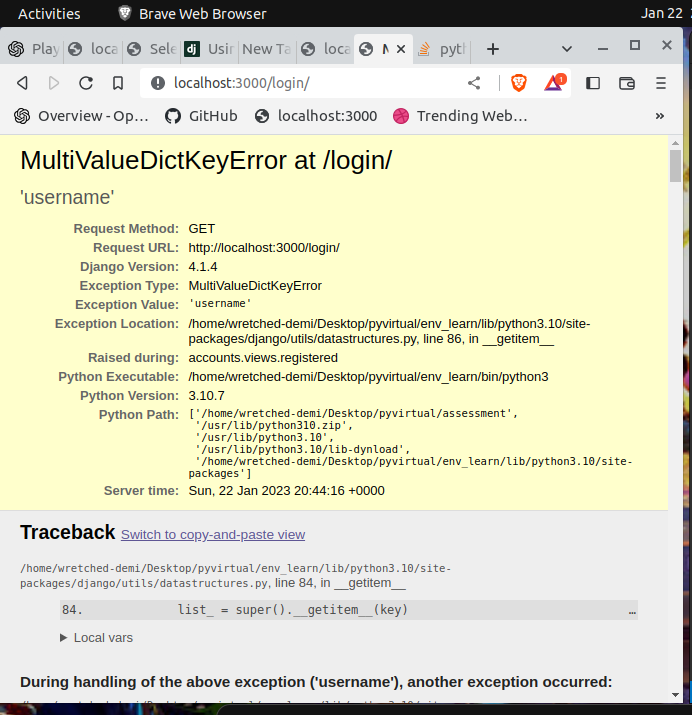 Activities Brave Web Browser Jan 22
Play loca Sele dj Usin New Ta loca M pyth
localhost:3000/login/ 1
Overview - Op… GitHub localhost:3000 Trending Web… »
MultiValueDictKeyError at /login/
'username'
Request Method: GET
Request URL: http://localhost:3000/login/
Django Version: 4.1.4
Exception Type: MultiValueDictKeyError
Exception Value: 'username'
Exception Location: /home/wretched-demi/Desktop/pyvirtual/env_learn/lib/python3.10/site-
packages/django/utils/datastructures.py, line 86, in __getitem__
Raised during: accounts.views.registered
Python Executable: /home/wretched-demi/Desktop/pyvirtual/env_learn/bin/python3
Python Version: 3.10.7
Python Path: ['/home/wretched-demi/Desktop/pyvirtual/assessment',
'/usr/lib/python310.zip',
'/usr/lib/python3.10',
'/usr/lib/python3.10/lib-dynload',
'/home/wretched-demi/Desktop/pyvirtual/env_learn/lib/python3.10/site-
packages']
Server time: Sun, 22 Jan 2023 20:44:16 +0000
Traceback Switch to copy-and-paste view
/home/wretched-demi/Desktop/pyvirtual/env_learn/lib/python3.10/site-
packages/django/utils/datastructures.py, line 84, in __getitem__
84. list_ = super().__getitem__(key) …
Local vars
During handling of the above exception ('username'), another exception occurred: